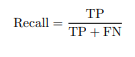 Recall = TP / (TP + FN)